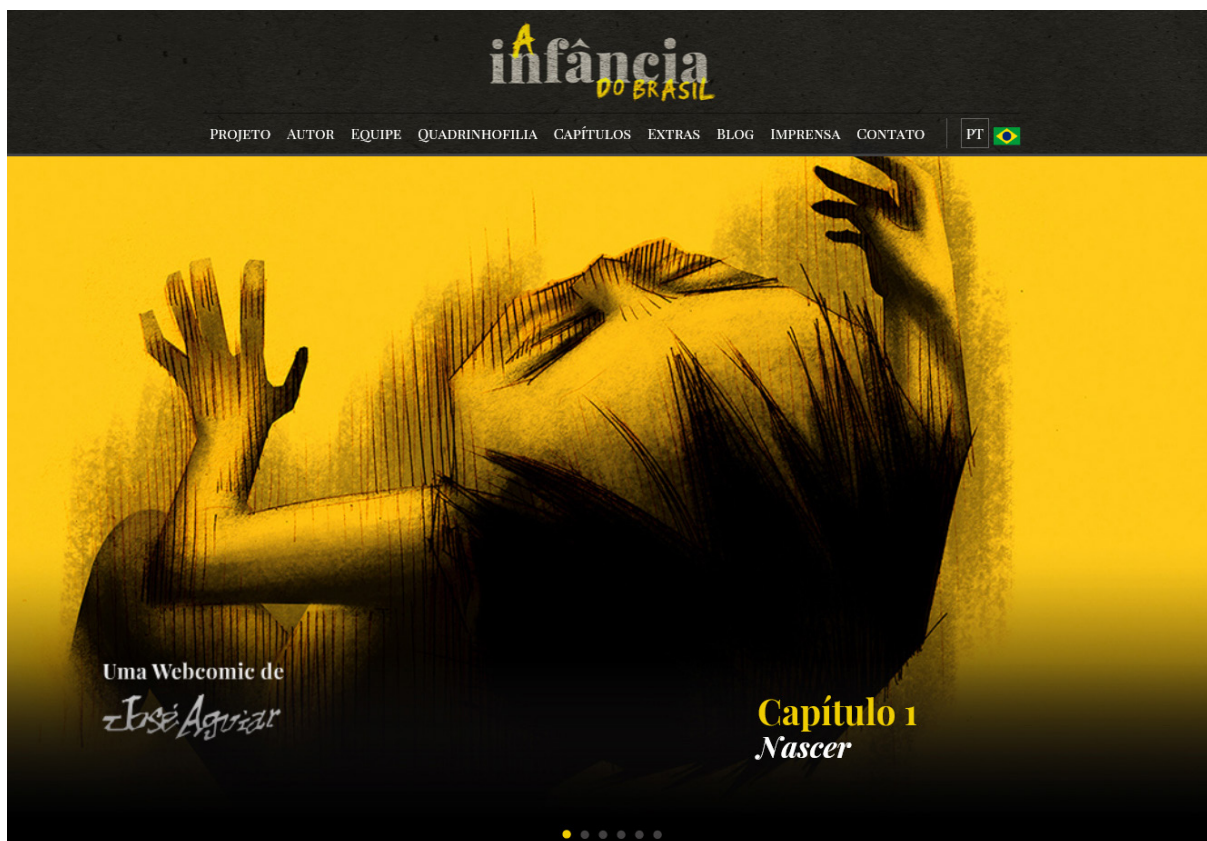 A infância
DO BRASIL
Projeto Autor Equipe Quadrinhofilia Capítulos Extras Blog Imprensa Contato PT
Uma Webcomic de
José Aguiar
Capítulo 1
Nascer